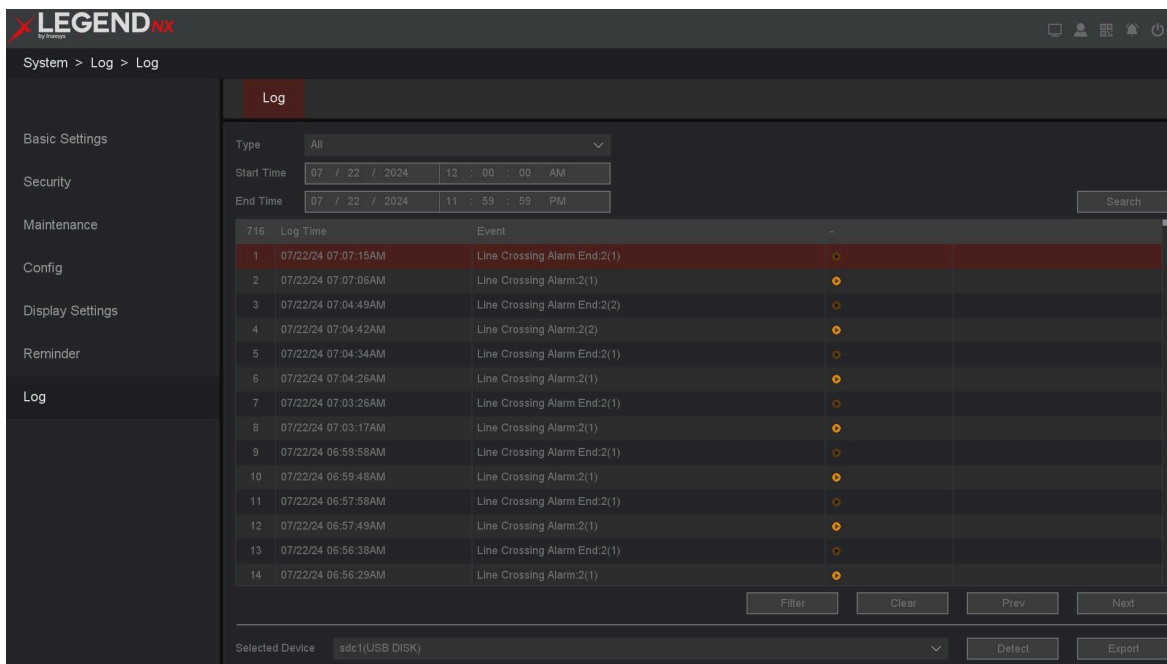 LEGEND NX
by Inaxsys
System > Log > Log
Log
Basic Settings
Security
Maintenance
Config
Display Settings
Reminder
Log
Type All
Start Time 07 / 22 / 2024 12 : 00 : 00 AM
End Time 07 / 22 / 2024 11 : 59 : 59 PM
Search
716 Log Time Event -
1 07/22/24 07:07:15AM Line Crossing Alarm End:2(1)
2 07/22/24 07:07:06AM Line Crossing Alarm:2(1)
3 07/22/24 07:04:49AM Line Crossing Alarm End:2(2)
4 07/22/24 07:04:42AM Line Crossing Alarm:2(2)
5 07/22/24 07:04:34AM Line Crossing Alarm End:2(1)
6 07/22/24 07:04:26AM Line Crossing Alarm:2(1)
7 07/22/24 07:03:26AM Line Crossing Alarm End:2(1)
8 07/22/24 07:03:17AM Line Crossing Alarm:2(1)
9 07/22/24 06:59:58AM Line Crossing Alarm End:2(1)
10 07/22/24 06:59:48AM Line Crossing Alarm:2(1)
11 07/22/24 06:57:58AM Line Crossing Alarm End:2(1)
12 07/22/24 06:57:49AM Line Crossing Alarm:2(1)
13 07/22/24 06:56:38AM Line Crossing Alarm End:2(1)
14 07/22/24 06:56:29AM Line Crossing Alarm:2(1)
Filter Clear Prev Next
Selected Device sdc1(USB DISK) Detect Export